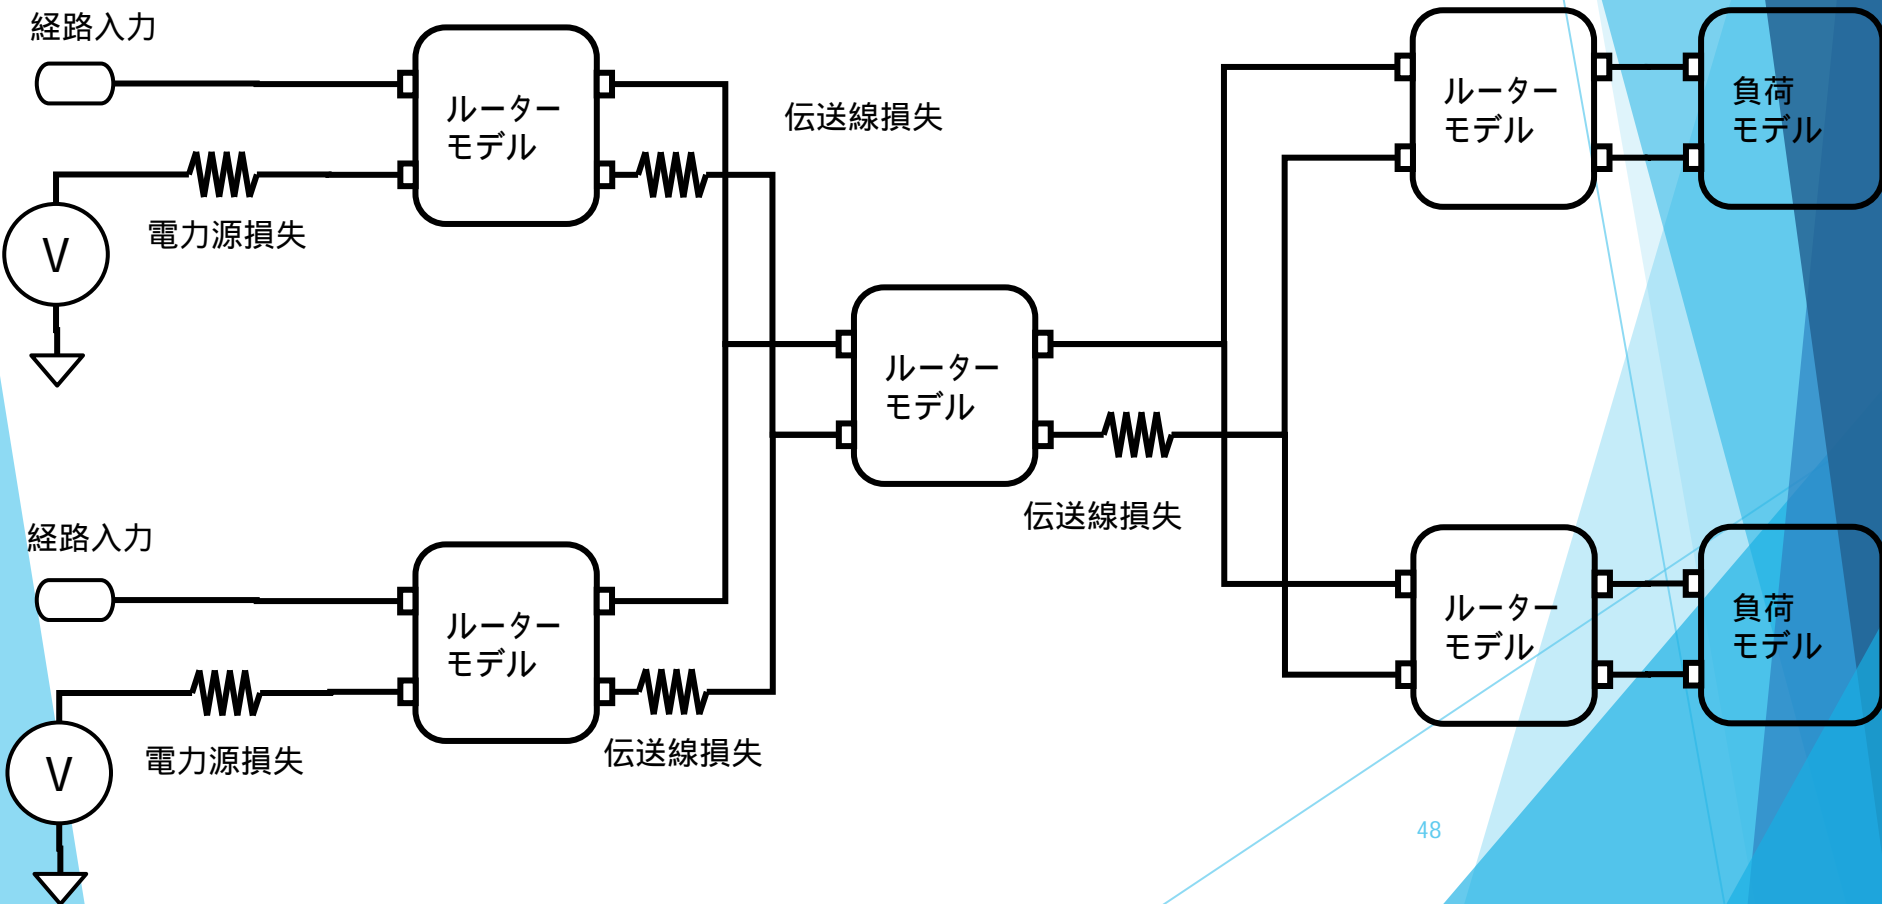 経路入力
ルーター
モデル
伝送線損失
ルーター
モデル
負荷
モデル
電力源損失
V
ルーター
モデル
伝送線損失
経路入力
ルーター
モデル
ルーター
モデル
負荷
モデル
電力源損失
伝送線損失
V
48